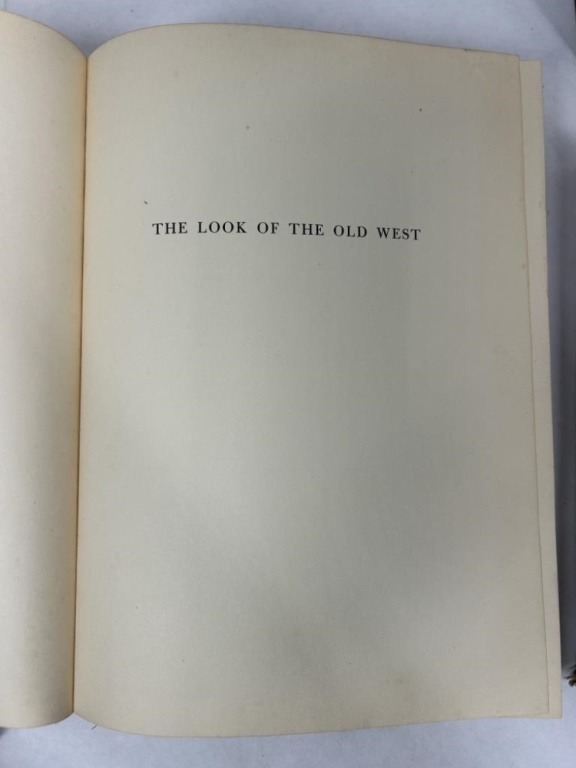 THE LOOK OF THE OLD WEST